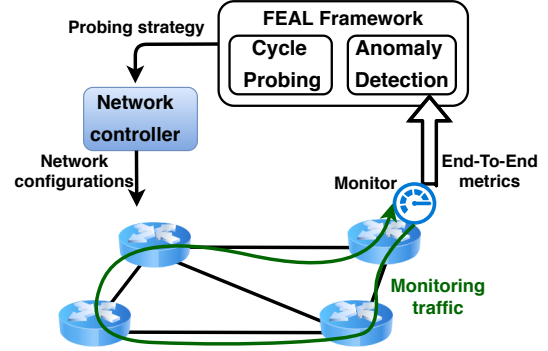 FEAL Framework
Probing strategy
Cycle
Probing
Anomaly
Detection
Network
controller
Network
configurations
Monitor
End-To-End
metrics
Monitoring
traffic